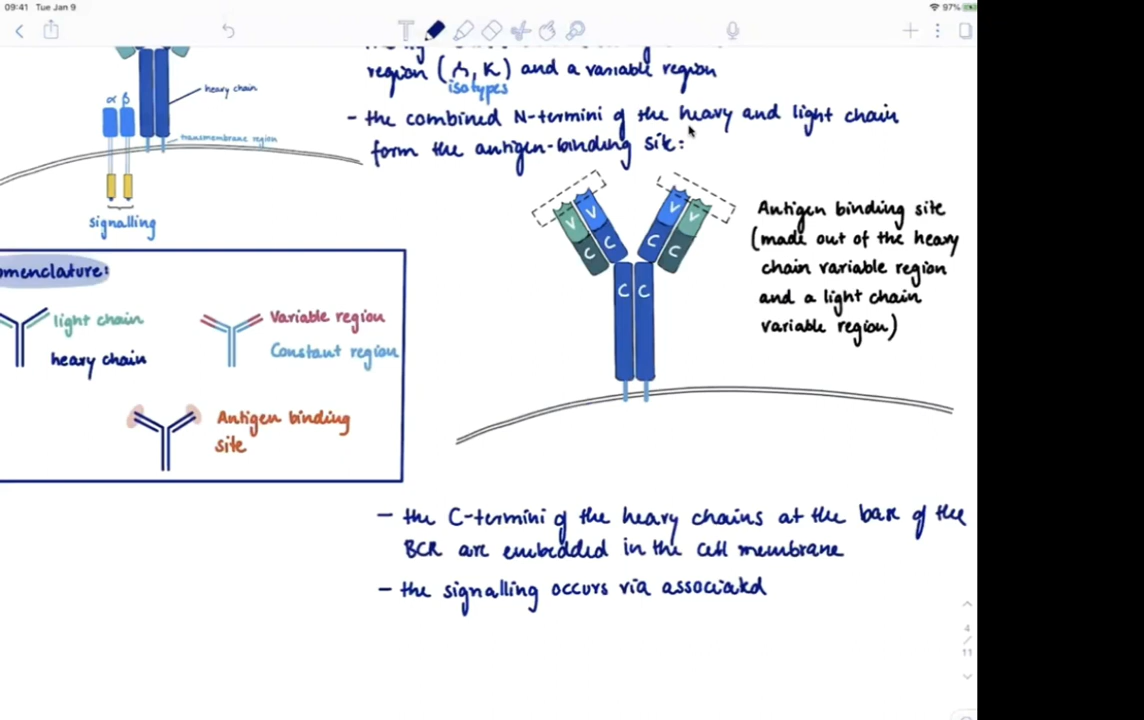 09:41 Tue Jan 9
97%
region (λ, κ) and a variable region
isotypes
- the combined N-termini of the heavy and light chain
form the antigen-binding site:
heavy chain
α β
transmembrane region
signalling
V V V V
C C C C
C C
Antigen binding site
(made out of the heavy
chain variable region
and a light chain
variable region)
omenclature:
light chain
heavy chain
Variable region
Constant region
Antigen binding
site
- the C-termini of the heavy chains at the base of the
BCR are embedded in the cell membrane
- the signalling occurs via associated
4
/
11